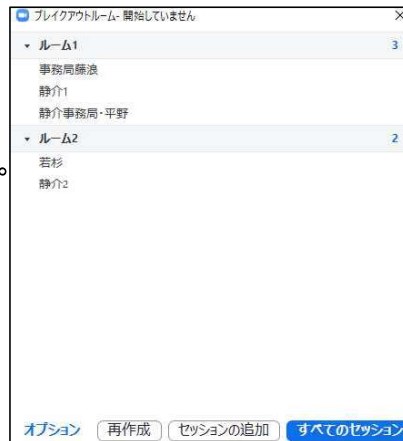 ブレイクアウトルーム- 開始していません ×
ルーム1 3
事務局藤浪
静介1
静介事務局・平野
ルーム2 2
若杉
静介2
。
オプション 再作成 セッションの追加 すべてのセッション